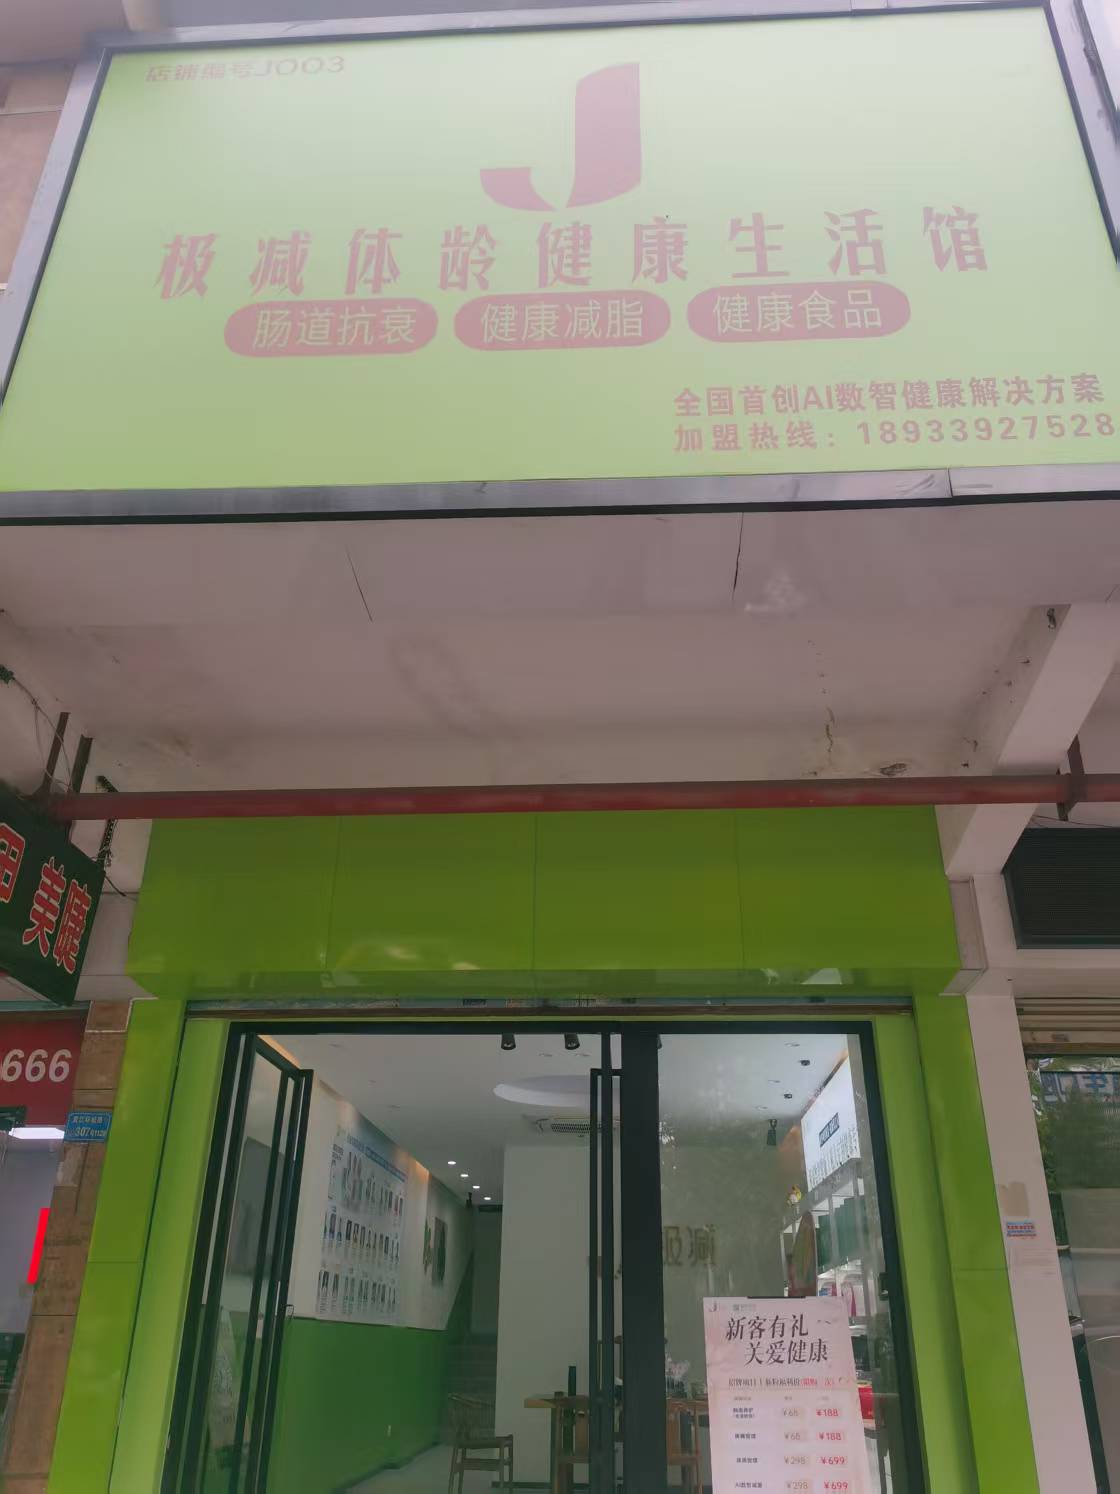 店铺编号J003
极减体龄健康生活馆
肠道抗衰 健康减脂 健康食品
全国首创AI数智健康解决方案
加盟热线：18933927528
美睫
666
307
新客有礼
关爱健康
¥68 ¥188
¥68 ¥188
¥298 ¥699
¥298 ¥699